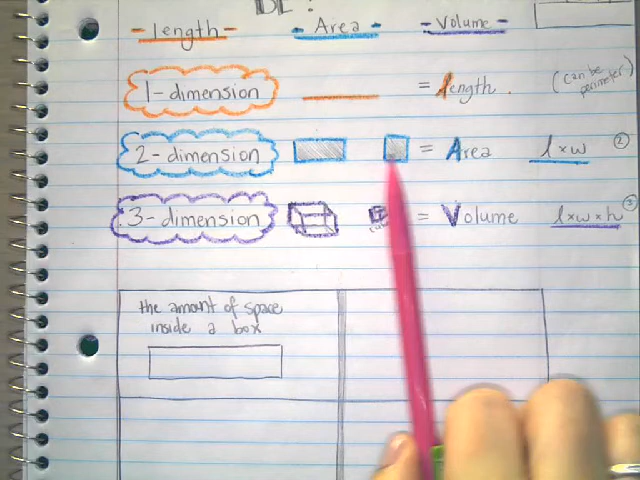 - length - - Area - - Volume -
1-dimension = length. (can be perimeter)
2-dimension = Area l x w ②
3-dimension = Volume l x w x h
the amount of space
inside a box